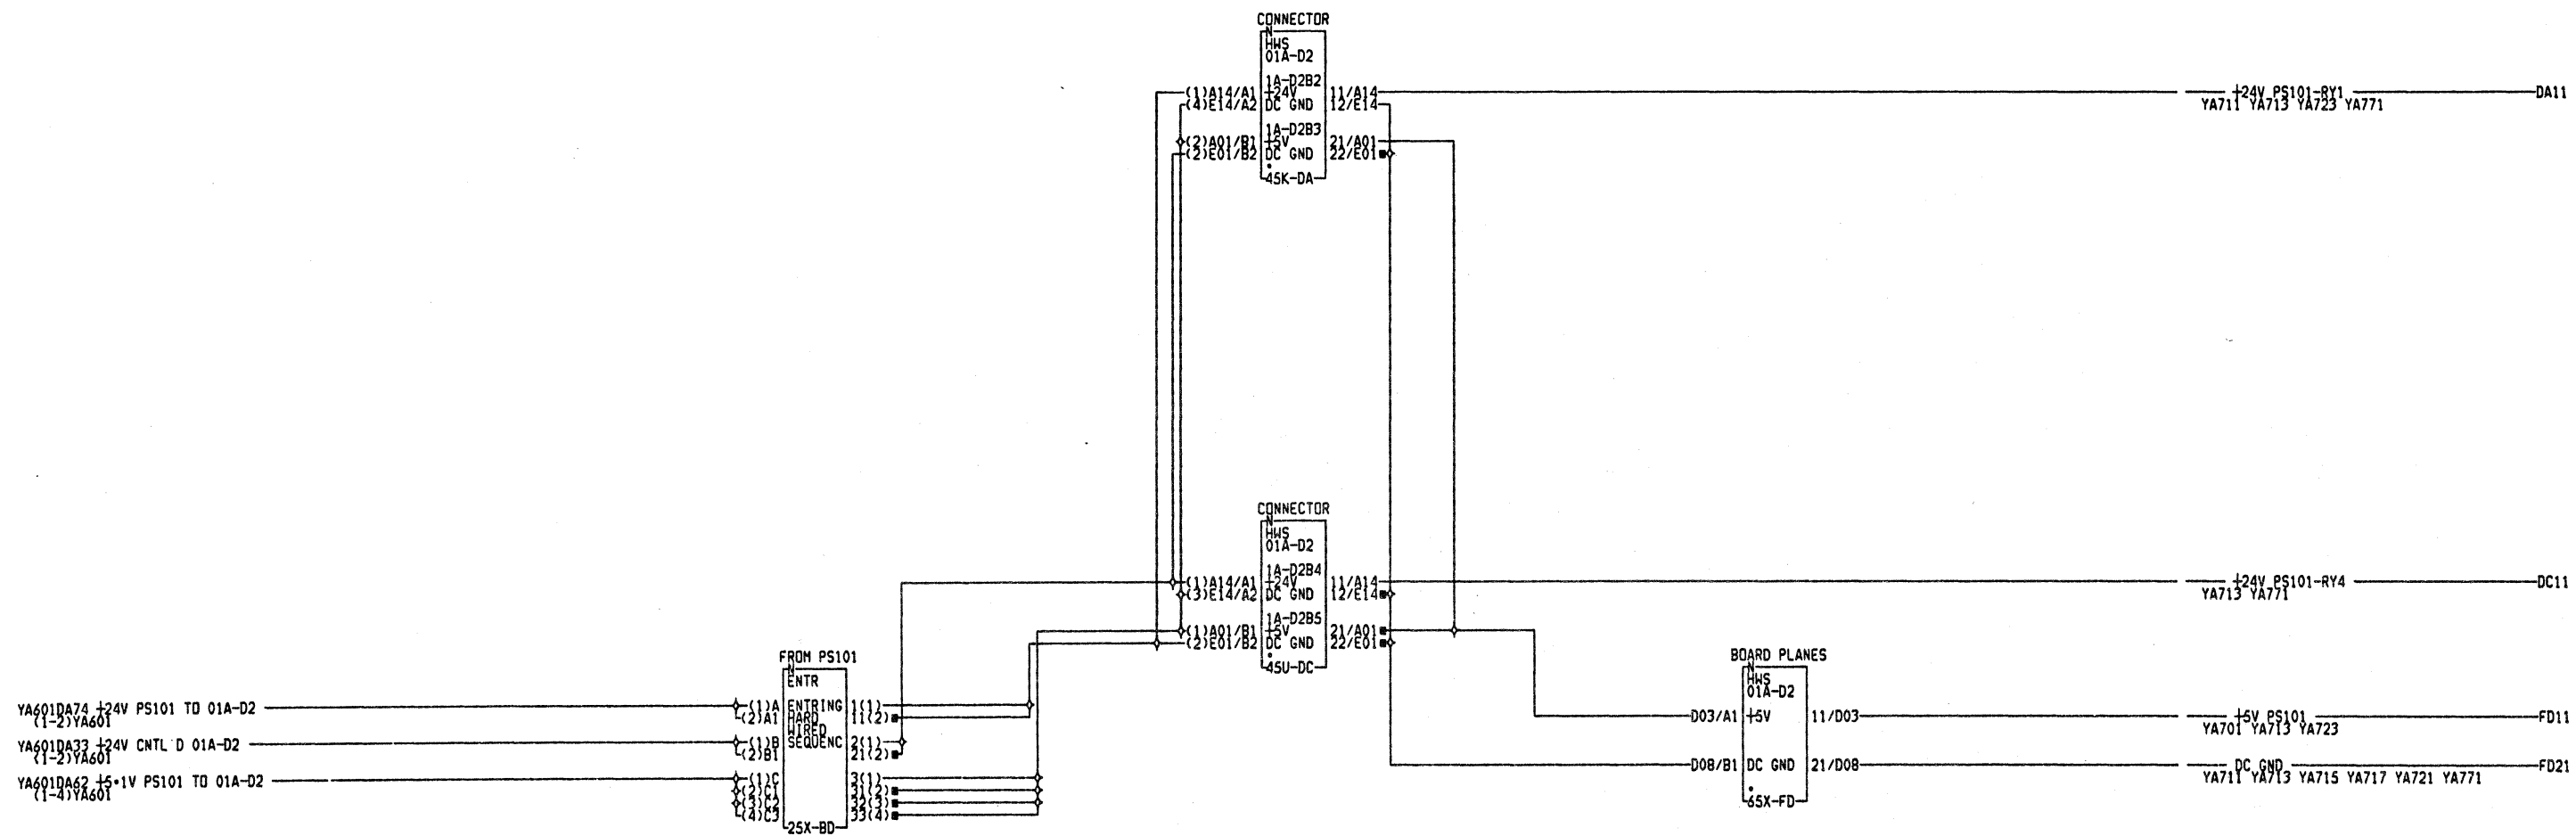 CONNECTOR
N
HWS
01A-D2
1A-D2B2
(1)A14/A1 +24V 11/A14
(4)E14/A2 DC GND 12/E14
1A-D2B3
(2)A01/B1 +5V 21/A01
(2)E01/B2 DC GND 22/E01
45K-DA
+24V PS101-RY1 DA11
YA711 YA713 YA723 YA771
CONNECTOR
N
HWS
01A-D2
1A-D2B4
(1)A14/A1 +24V 11/A14
(3)E14/A2 DC GND 12/E14
1A-D2B5
(1)A01/B1 +5V 21/A01
(2)E01/B2 DC GND 22/E01
45U-DC
+24V PS101-RY4 DC11
YA713 YA771
FROM PS101
N
ENTR
(1)A ENTRING 1(1)
(2)A1 HARD 11(2)
WIRED
(1)B SEQUENC 2(1)
(2)B1 21(2)
(1)C 3(1)
(2)C1 31(2)
(3)C2 32(3)
(4)C3 33(4)
25X-BD
YA601DA74 +24V PS101 TO 01A-D2
(1-2)YA601
YA601DA33 +24V CNTL'D 01A-D2
(1-2)YA601
YA601DA62 +5.1V PS101 TO 01A-D2
(1-4)YA601
BOARD PLANES
N
HWS
01A-D2
D03/A1 +5V 11/D03
D08/B1 DC GND 21/D08
65X-FD
+5V PS101 FD11
YA701 YA713 YA723
DC GND FD21
YA711 YA713 YA715 YA717 YA721 YA771